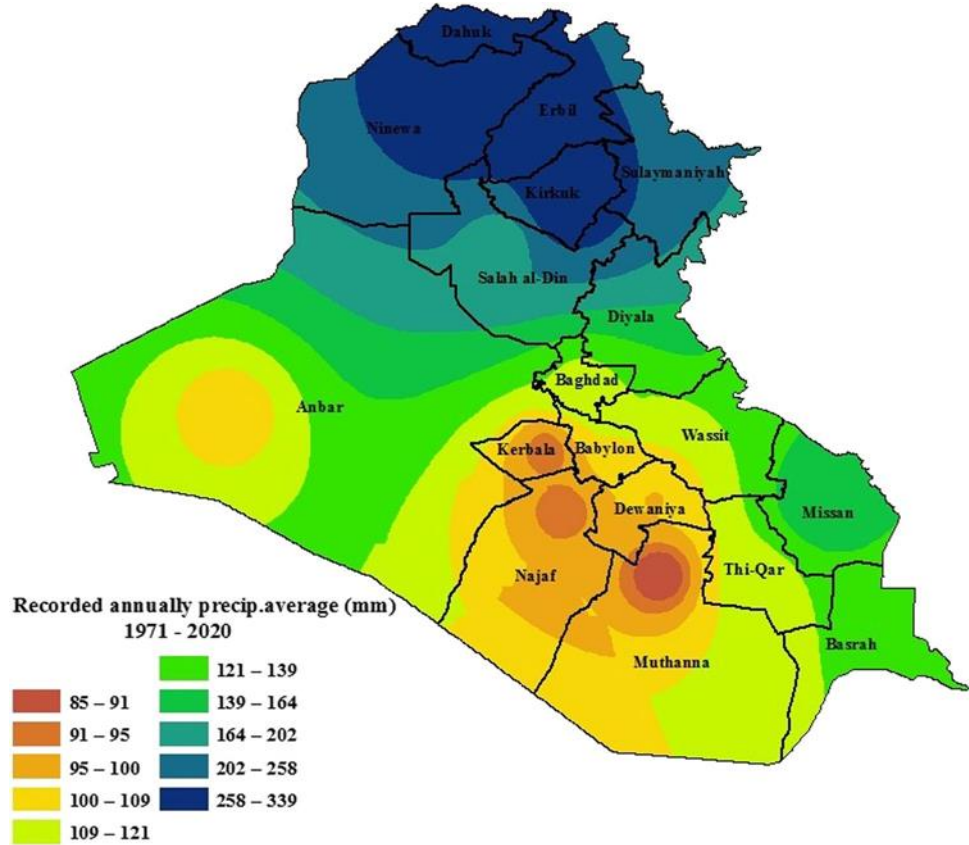 Dahuk
Erbil
Ninewa
Sulaymaniyah
Kirkuk
Salah al-Din
Diyala
Baghdad
Anbar
Wassit
Kerbala
Babylon
Dewaniya
Missan
Thi-Qar
Najaf
Basrah
Muthanna
Recorded annually precip.average (mm)
1971 - 2020
85 – 91
91 – 95
95 – 100
100 – 109
109 – 121
121 – 139
139 – 164
164 – 202
202 – 258
258 – 339